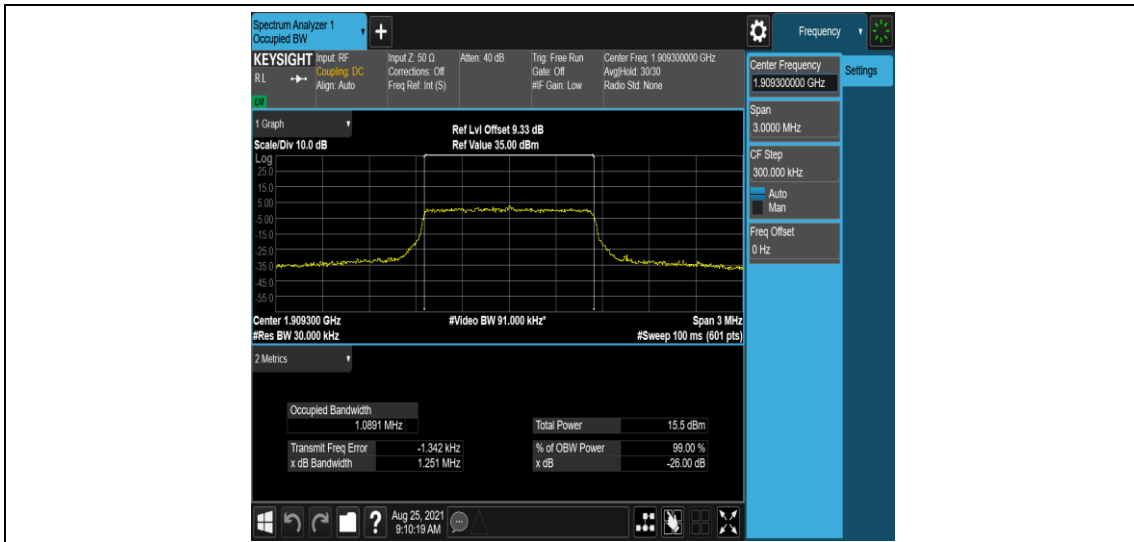 Spectrum Analyzer 1
Occupied BW
+
Frequency
KEYSIGHT
RL
LXI
Input: RF
Coupling: DC
Align: Auto
Input Z: 50 Ω
Corrections: Off
Freq Ref: Int (S)
Atten: 40 dB
Trig: Free Run
Gate: Off
#IF Gain: Low
Center Freq: 1.909300000 GHz
Avg|Hold: 30/30
Radio Std: None
Center Frequency
1.909300000 GHz
Settings
Span
3.0000 MHz
CF Step
300.000 kHz
Auto
Man
Freq Offset
0 Hz
1 Graph
Scale/Div 10.0 dB
Ref Lvl Offset 9.33 dB
Ref Value 35.00 dBm
Log
25.0
15.0
5.00
-5.00
-15.0
-25.0
-35.0
-45.0
-55.0
Center 1.909300 GHz
#Video BW 91.000 kHz*
Span 3 MHz
#Res BW 30.000 kHz
#Sweep 100 ms (601 pts)
2 Metrics
Occupied Bandwidth
1.0891 MHz
Total Power 15.5 dBm
Transmit Freq Error -1.342 kHz
% of OBW Power 99.00 %
x dB Bandwidth 1.251 MHz
x dB -26.00 dB
?
Aug 25, 2021
9:10:19 AM